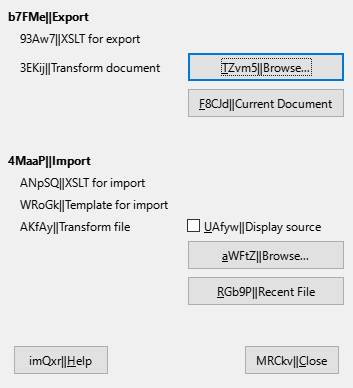 b7FMe||Export
93Aw7||XSLT for export
3EKij||Transform document
TZvm5||Browse...
F8CJd||Current Document
4MaaP||Import
ANpSQ||XSLT for import
WRoGk||Template for import
AKfAy||Transform file
UAfyw||Display source
aWFtZ||Browse...
RGb9P||Recent File
imQxr||Help
MRCkv||Close